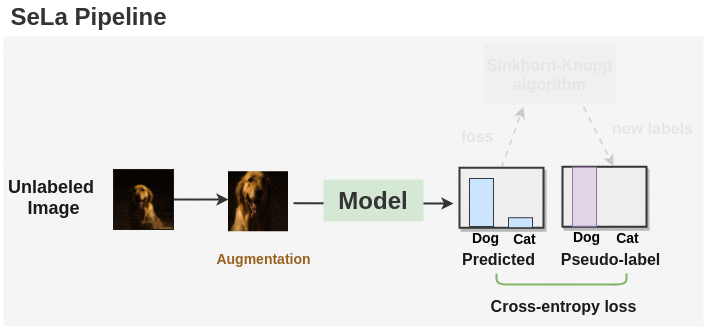 SeLa Pipeline
Sinkhorn-Knopp
algorithm
loss
new labels
Unlabeled
Image
Model
Augmentation
Dog
Cat
Dog
Cat
Predicted
Pseudo-label
Cross-entropy loss